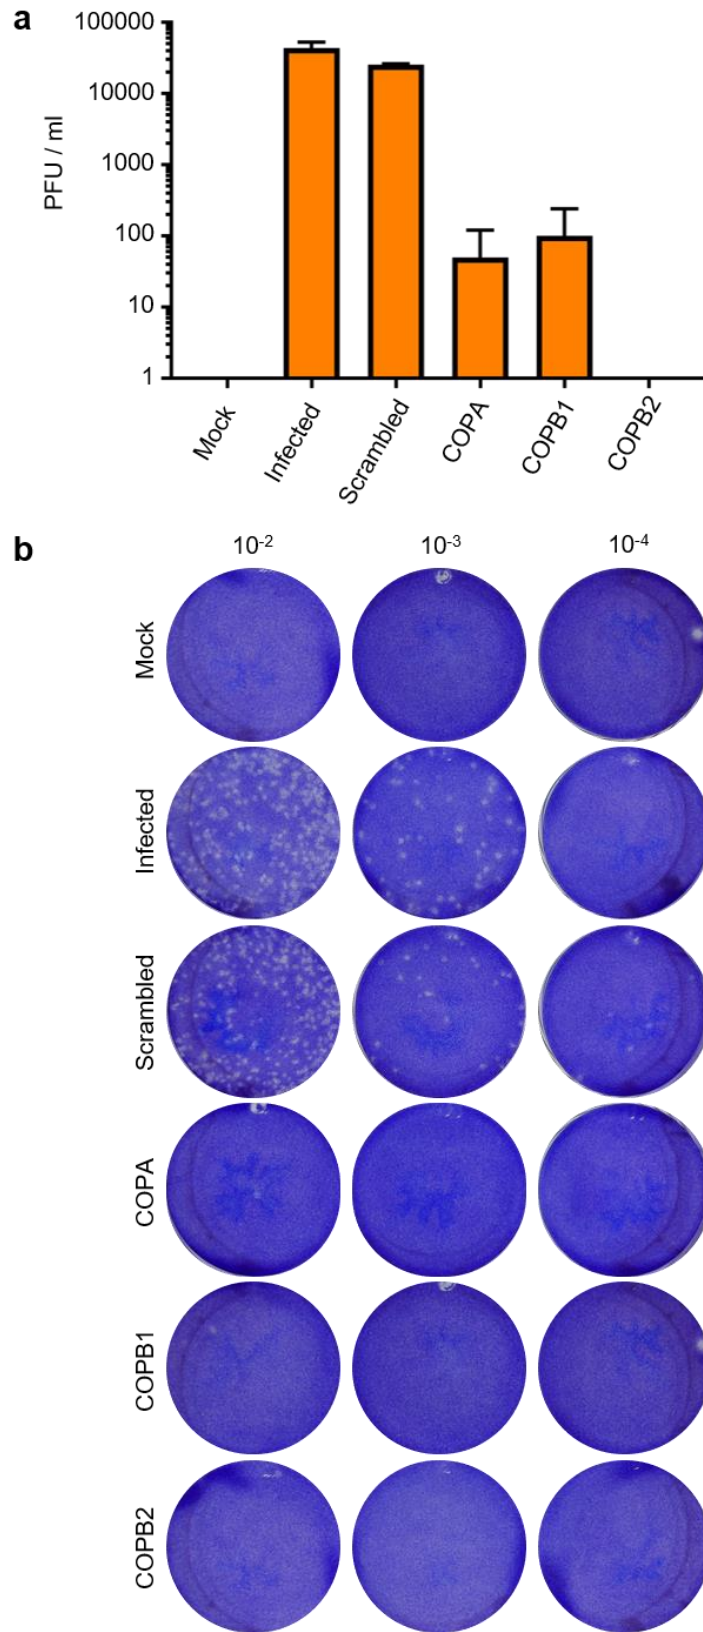 a
100000
10000
1000
100
10
1
PFU / ml
Mock
Infected
Scrambled
COPA
COPB1
COPB2
b
10-2 10-3 10-4
Mock
Infected
Scrambled
COPA
COPB1
COPB2